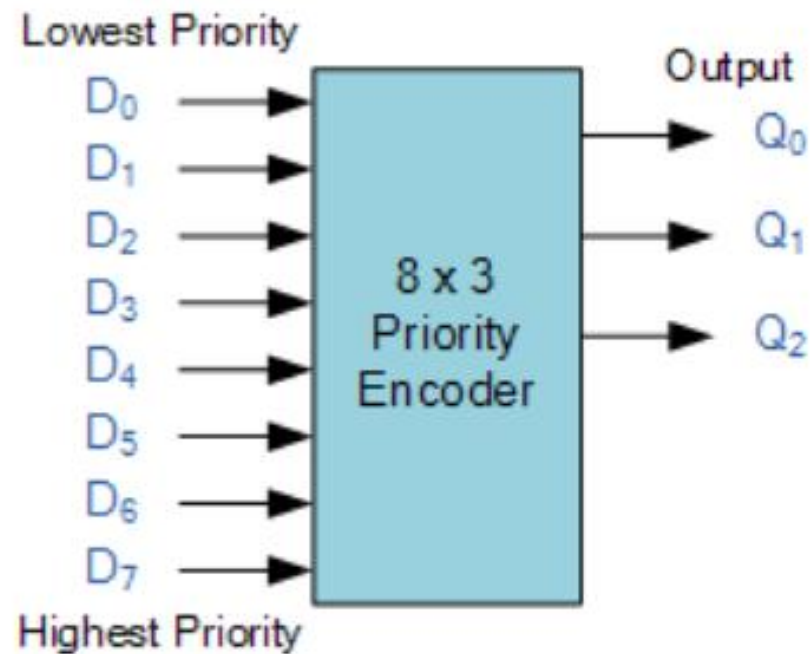 Lowest Priority
Output
D₀
Q₀
D₁
D₂
Q₁
8 x 3
D₃
Priority
Q₂
D₄
Encoder
D₅
D₆
D₇
Highest Priority